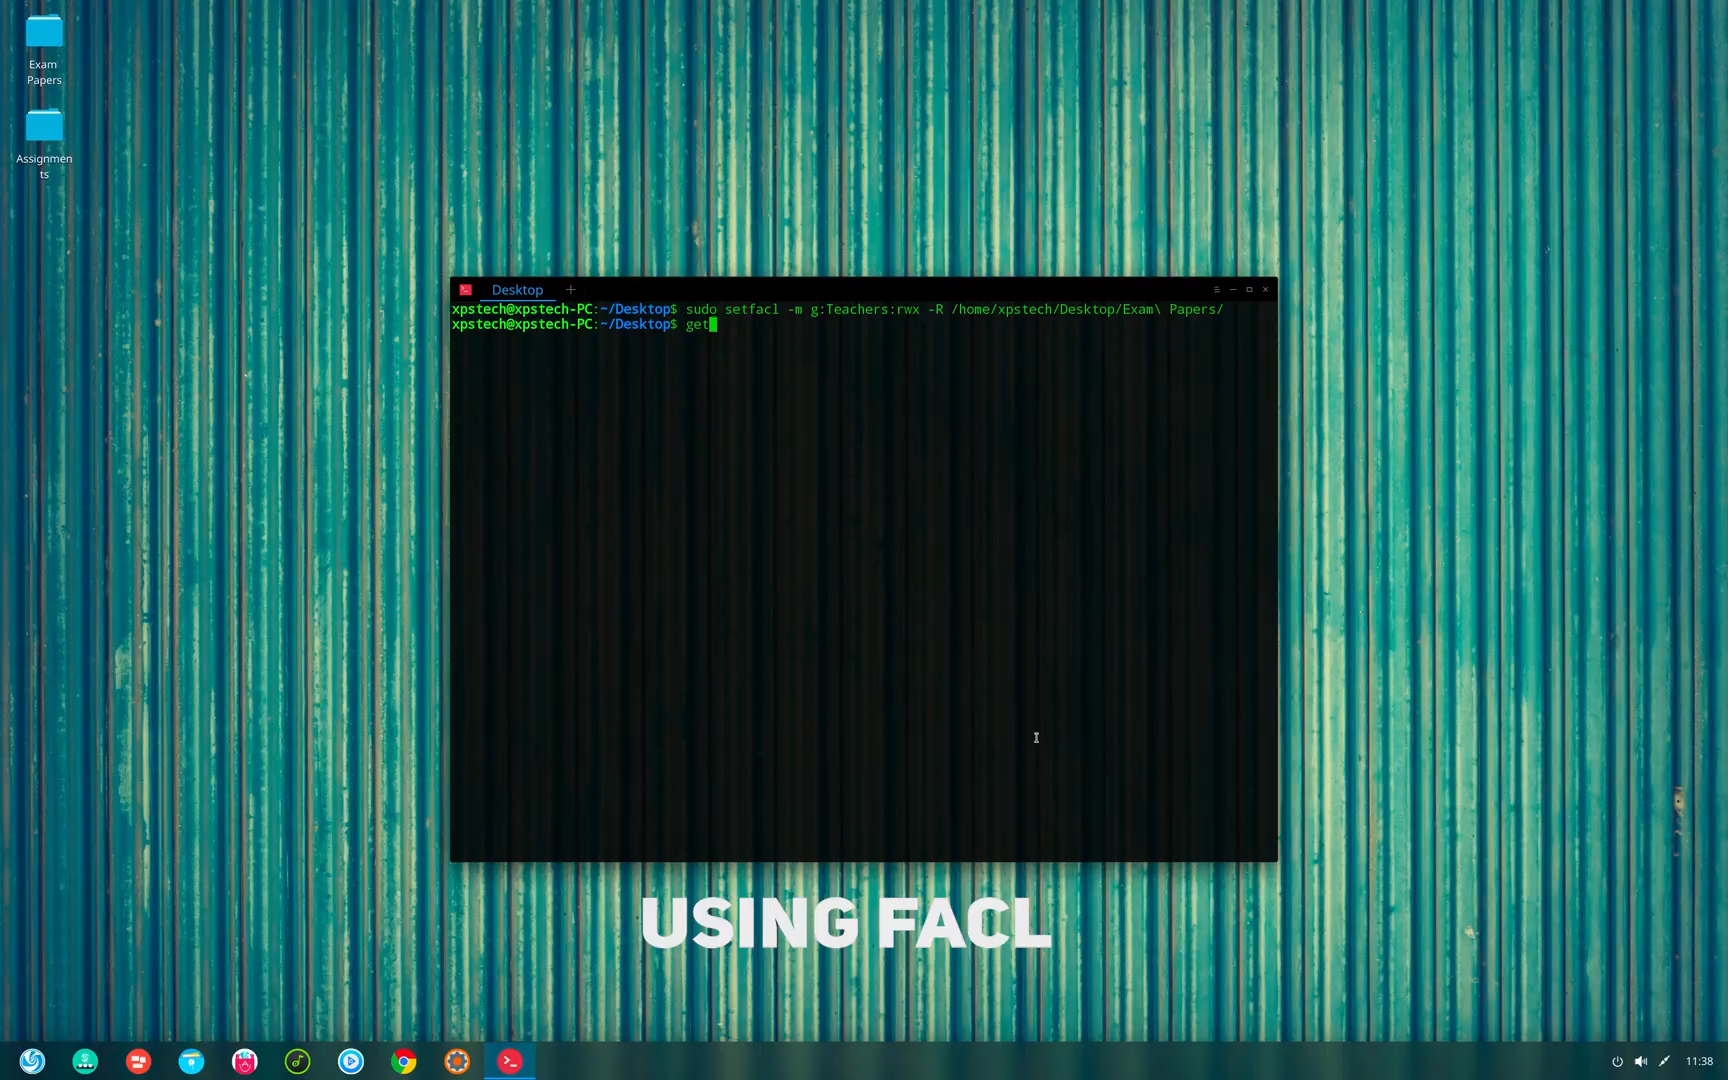 Exam
Papers
Assignmen
ts
Desktop
xpstech@xpstech-PC:~/Desktop$ sudo setfacl -m g:Teachers:rwx -R /home/xpstech/Desktop/Exam\ Papers/
xpstech@xpstech-PC:~/Desktop$ get
USING FACL
11:38